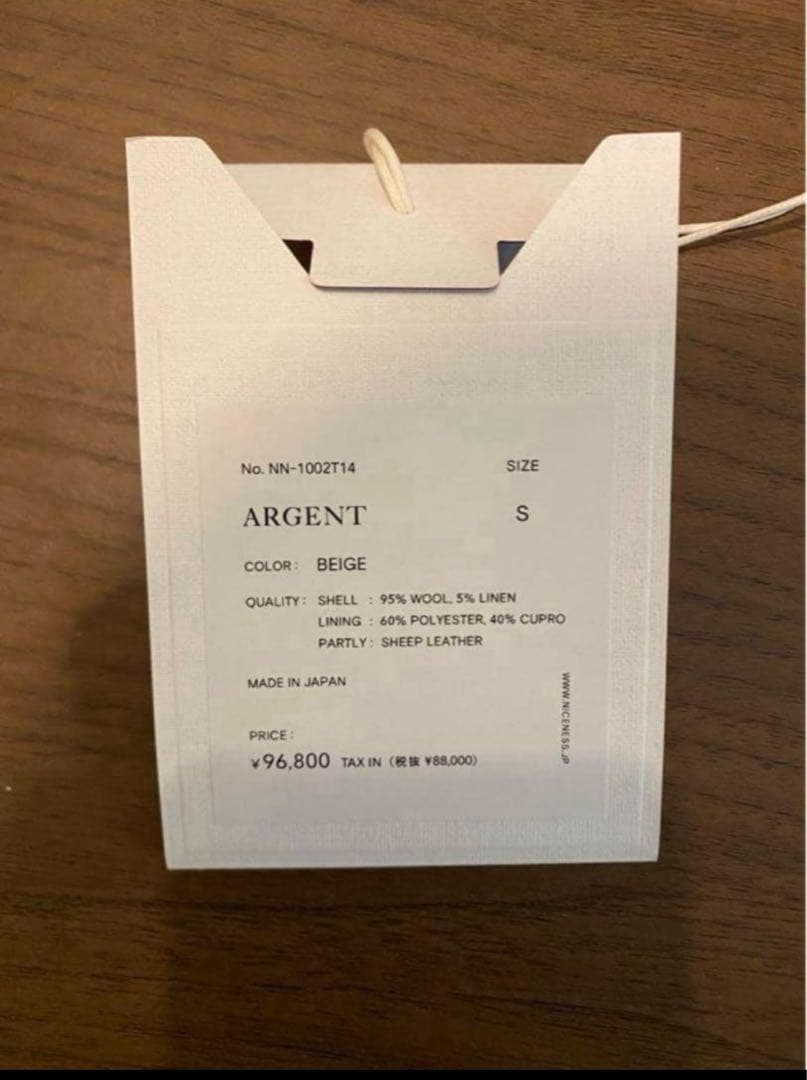 No. NN-1002T14 SIZE
ARGENT S
COLOR : BEIGE
QUALITY : SHELL : 95% WOOL, 5% LINEN
LINING : 60% POLYESTER, 40% CUPRO
PARTLY : SHEEP LEATHER
MADE IN JAPAN
WWW.NICENESS.JP
PRICE :
¥96,800 TAX IN（税抜 ¥88,000）